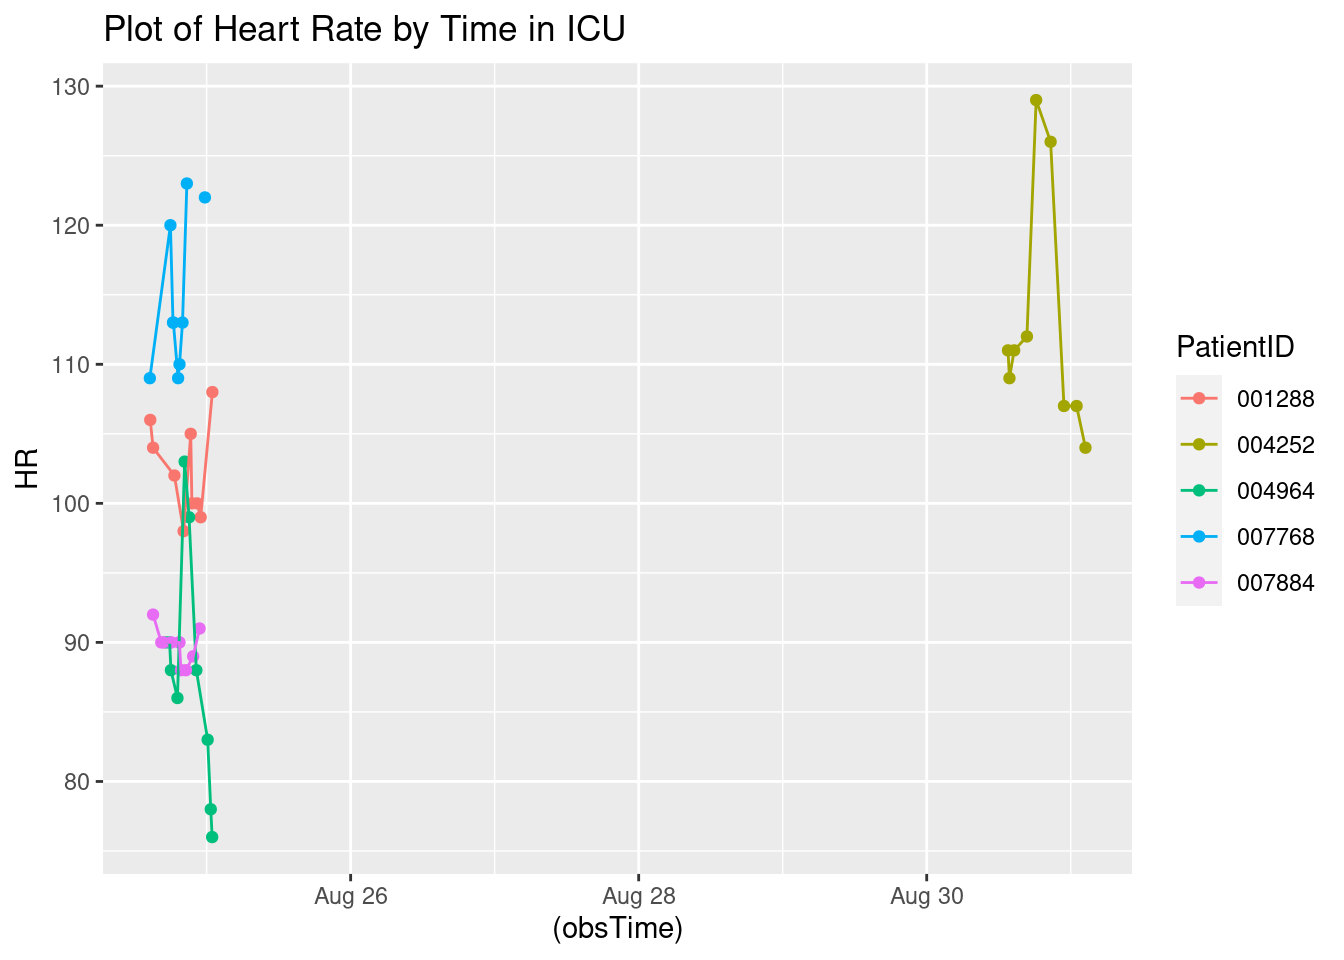 Plot of Heart Rate by Time in ICU
130
120
110
100
90
80
HR
Aug 26
Aug 28
Aug 30
(obsTime)
PatientID
001288
004252
004964
007768
007884